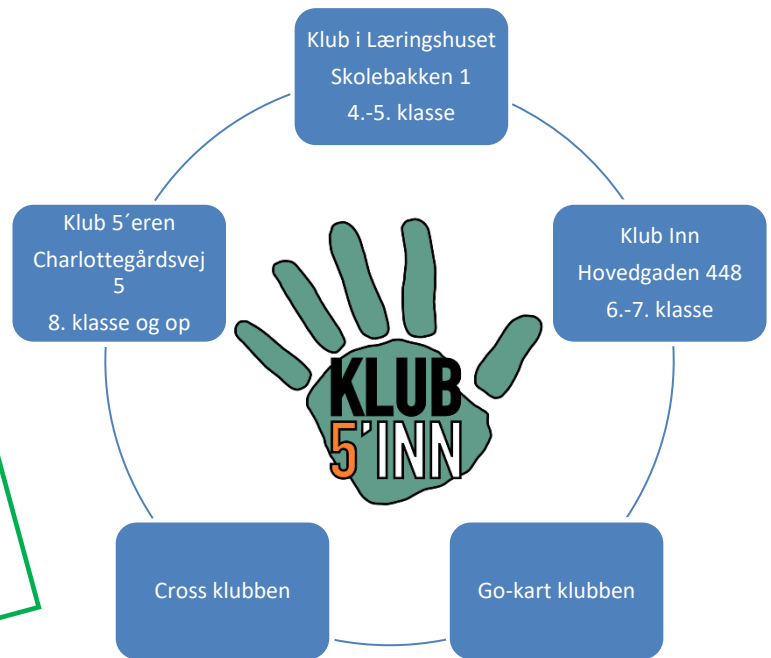 Klub i Læringshuset
Skolebakken 1
4.-5. klasse
Klub 5´eren
Charlottegårdsvej
5
8. klasse og op
Klub Inn
Hovedgaden 448
6.-7. klasse
KLUB
5'INN
Cross klubben
Go-kart klubben